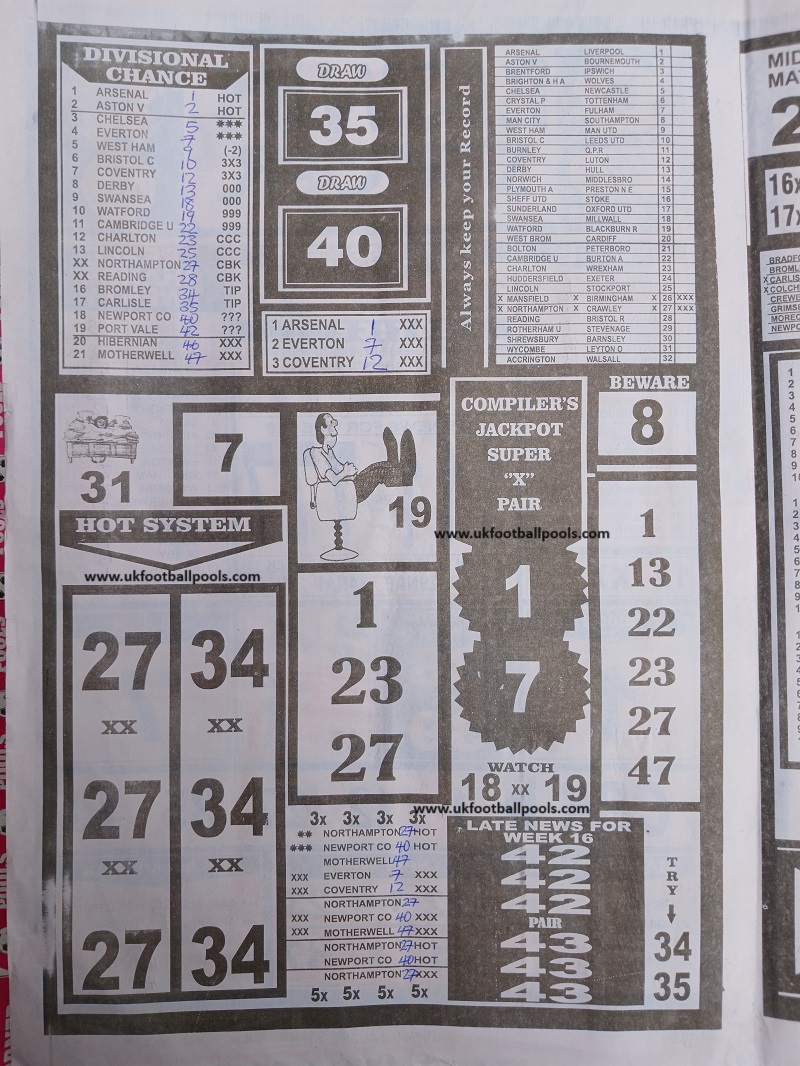 DIVISIONAL
CHANCE
1 ARSENAL 1 HOT
2 ASTON V 2 HOT
3 CHELSEA 5 ***
4 EVERTON 7 ***
5 WEST HAM 9 (-2)
6 BRISTOL C 10 3X3
7 COVENTRY 12 3X3
8 DERBY 13 000
9 SWANSEA 18 000
10 WATFORD 19 999
11 CAMBRIDGE U 22 999
12 CHARLTON 23 CCC
13 LINCOLN 25 CCC
XX NORTHAMPTON 27 CBK
XX READING 28 CBK
16 BROMLEY 34 TIP
17 CARLISLE 35 TIP
18 NEWPORT CO 40 ???
19 PORT VALE 42 ???
20 HIBERNIAN 46 XXX
21 MOTHERWELL 47 XXX
DRAW
35
DRAW
40
1 ARSENAL 1 XXX
2 EVERTON 7 XXX
3 COVENTRY 12 XXX
Always keep your Record
ARSENAL LIVERPOOL 1
ASTON V BOURNEMOUTH 2
BRENTFORD IPSWICH 3
BRIGHTON & H A WOLVES 4
CHELSEA NEWCASTLE 5
CRYSTAL P TOTTENHAM 6
EVERTON FULHAM 7
MAN CITY SOUTHAMPTON 8
WEST HAM MAN UTD 9
BRISTOL C LEEDS UTD 10
BURNLEY Q.P.R 11
COVENTRY LUTON 12
DERBY HULL 13
NORWICH MIDDLESBRO 14
PLYMOUTH A PRESTON N E 15
SHEFF UTD STOKE 16
SUNDERLAND OXFORD UTD 17
SWANSEA MILLWALL 18
WATFORD BLACKBURN R 19
WEST BROM CARDIFF 20
BOLTON PETERBORO 21
CAMBRIDGE U BURTON A 22
CHARLTON WREXHAM 23
HUDDERSFIELD EXETER 24
LINCOLN STOCKPORT 25
X MANSFIELD X BIRMINGHAM X 26 XXX
X NORTHAMPTON X CRAWLEY X 27 XXX
READING BRISTOL R 28
ROTHERHAM U STEVENAGE 29
SHREWSBURY BARNSLEY 30
WYCOMBE LEYTON O 31
ACCRINGTON WALSALL 32
31
7
19
HOT SYSTEM
www.ukfootballpools.com
27 34
XX XX
27 34
XX XX
27 34
1
23
27
COMPILER'S
JACKPOT
SUPER
"X"
PAIR
www.ukfootballpools.com
1
7
WATCH
18 XX 19
www.ukfootballpools.com
BEWARE
8
1
13
22
23
27
47
3x 3x 3x 3x
** NORTHAMPTON 27 HOT
*** NEWPORT CO 40 HOT
MOTHERWELL 47
XXX EVERTON 7 XXX
XXX COVENTRY 12 XXX
NORTHAMPTON 27
XXX NEWPORT CO 40 XXX
XXX MOTHERWELL 47 XXX
NORTHAMPTON 27 HOT
NEWPORT CO 40 HOT
NORTHAMPTON 27 XXX
5x 5x 5x 5x
LATE NEWS FOR
WEEK 16
42
42
42
PAIR
43
43
43
TRY
34
35
MID
MA
2
16x
17x